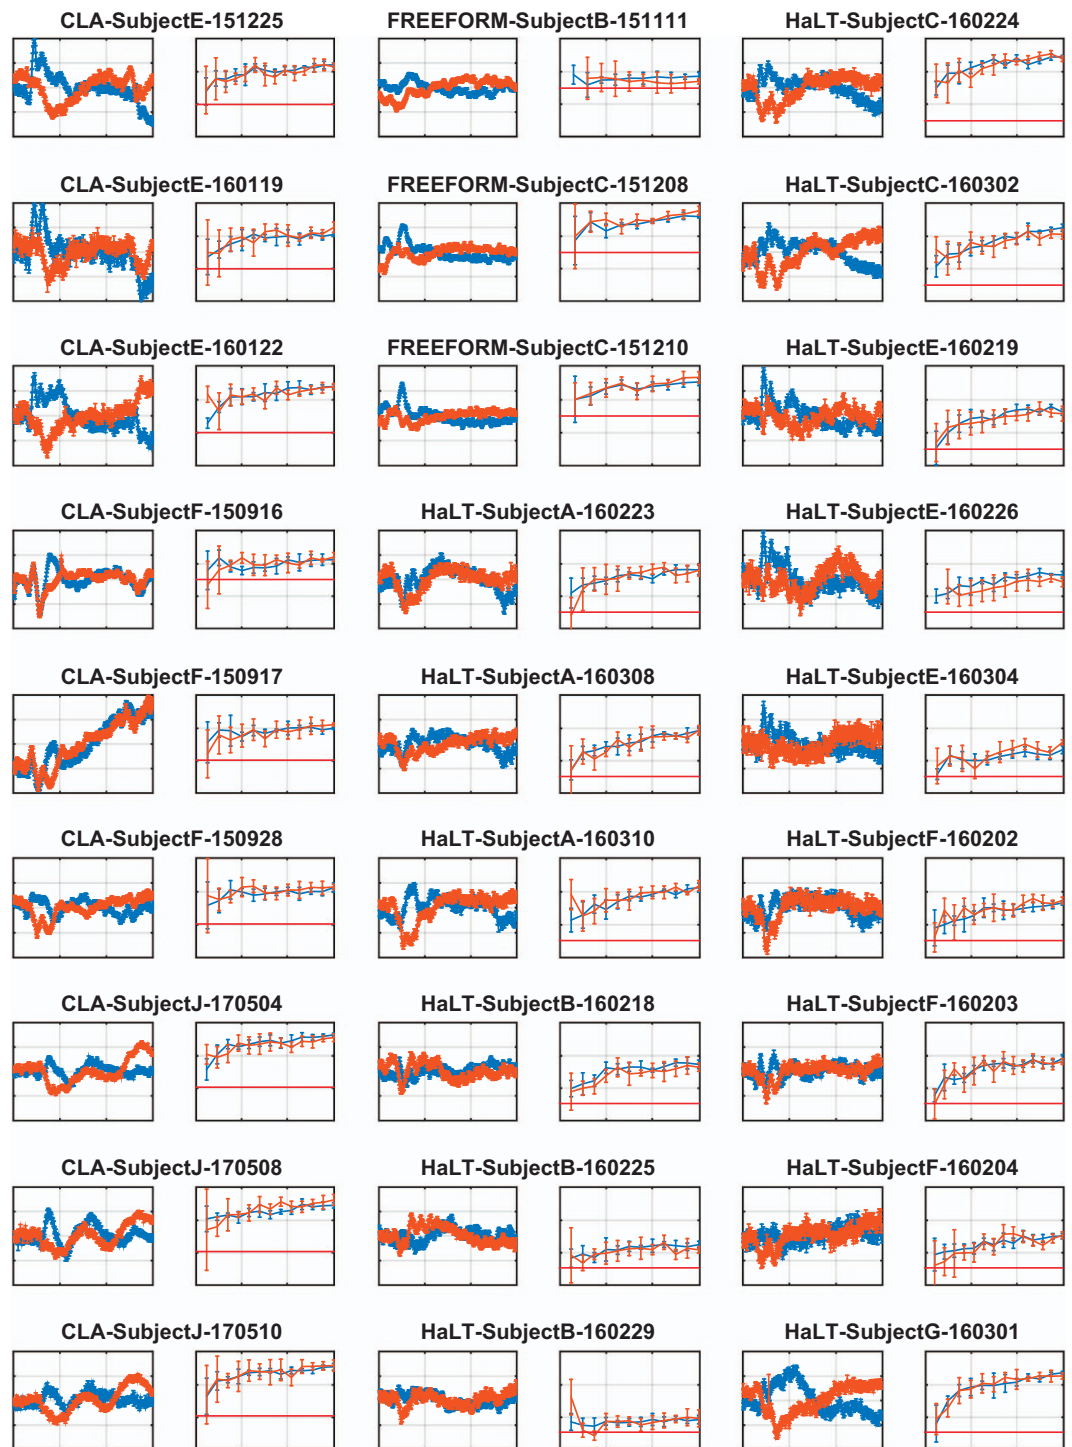 CLA-SubjectE-151225 FREEFORM-SubjectB-151111 HaLT-SubjectC-160224
CLA-SubjectE-160119 FREEFORM-SubjectC-151208 HaLT-SubjectC-160302
CLA-SubjectE-160122 FREEFORM-SubjectC-151210 HaLT-SubjectE-160219
CLA-SubjectF-150916 HaLT-SubjectA-160223 HaLT-SubjectE-160226
CLA-SubjectF-150917 HaLT-SubjectA-160308 HaLT-SubjectE-160304
CLA-SubjectF-150928 HaLT-SubjectA-160310 HaLT-SubjectF-160202
CLA-SubjectJ-170504 HaLT-SubjectB-160218 HaLT-SubjectF-160203
CLA-SubjectJ-170508 HaLT-SubjectB-160225 HaLT-SubjectF-160204
CLA-SubjectJ-170510 HaLT-SubjectB-160229 HaLT-SubjectG-160301